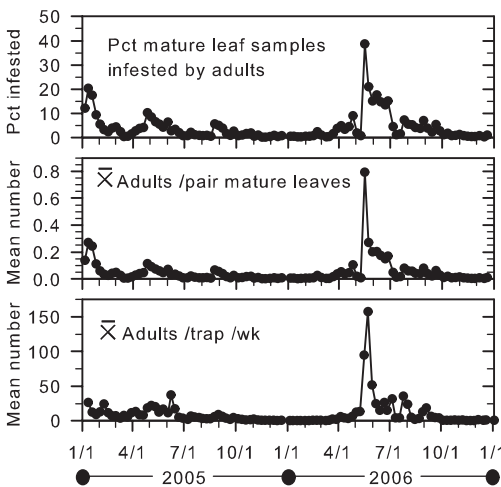 50
40
30
20
10
0
Pct infested
Pct mature leaf samples
infested by adults
0.8
0.6
0.4
0.2
0.0
Mean number
X̅ Adults /pair mature leaves
150
100
50
0
Mean number
X̅ Adults /trap /wk
1/1 4/1 7/1 10/1 1/1 4/1 7/1 10/1 1/1
2005 2006